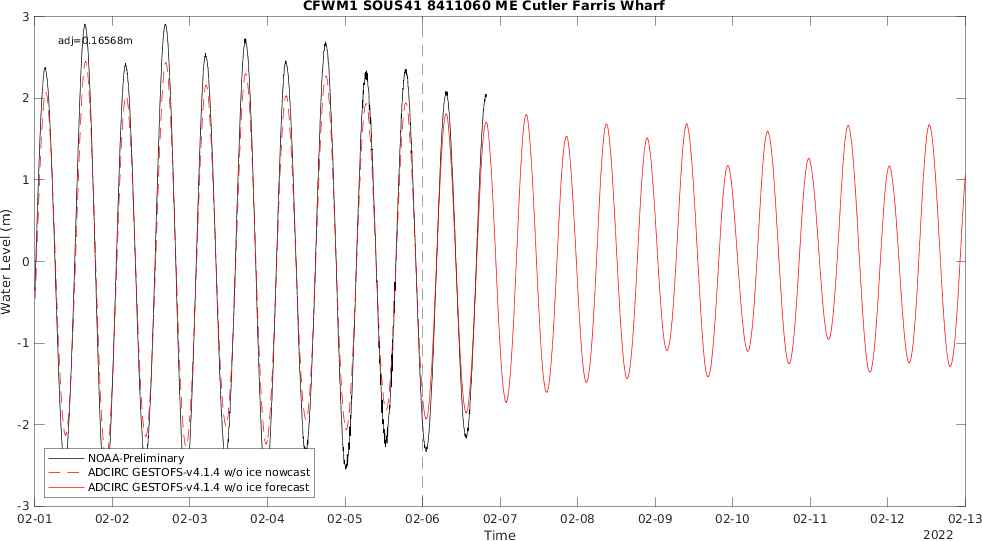 CFWM1 SOUS41 8411060 ME Cutler Farris Wharf
adj=0.16568m
3
2
1
0
-1
-2
-3
Water Level (m)
NOAA-Preliminary
ADCIRC GESTOFS-v4.1.4 w/o ice nowcast
ADCIRC GESTOFS-v4.1.4 w/o ice forecast
02-01 02-02 02-03 02-04 02-05 02-06 02-07 02-08 02-09 02-10 02-11 02-12 02-13
Time
2022